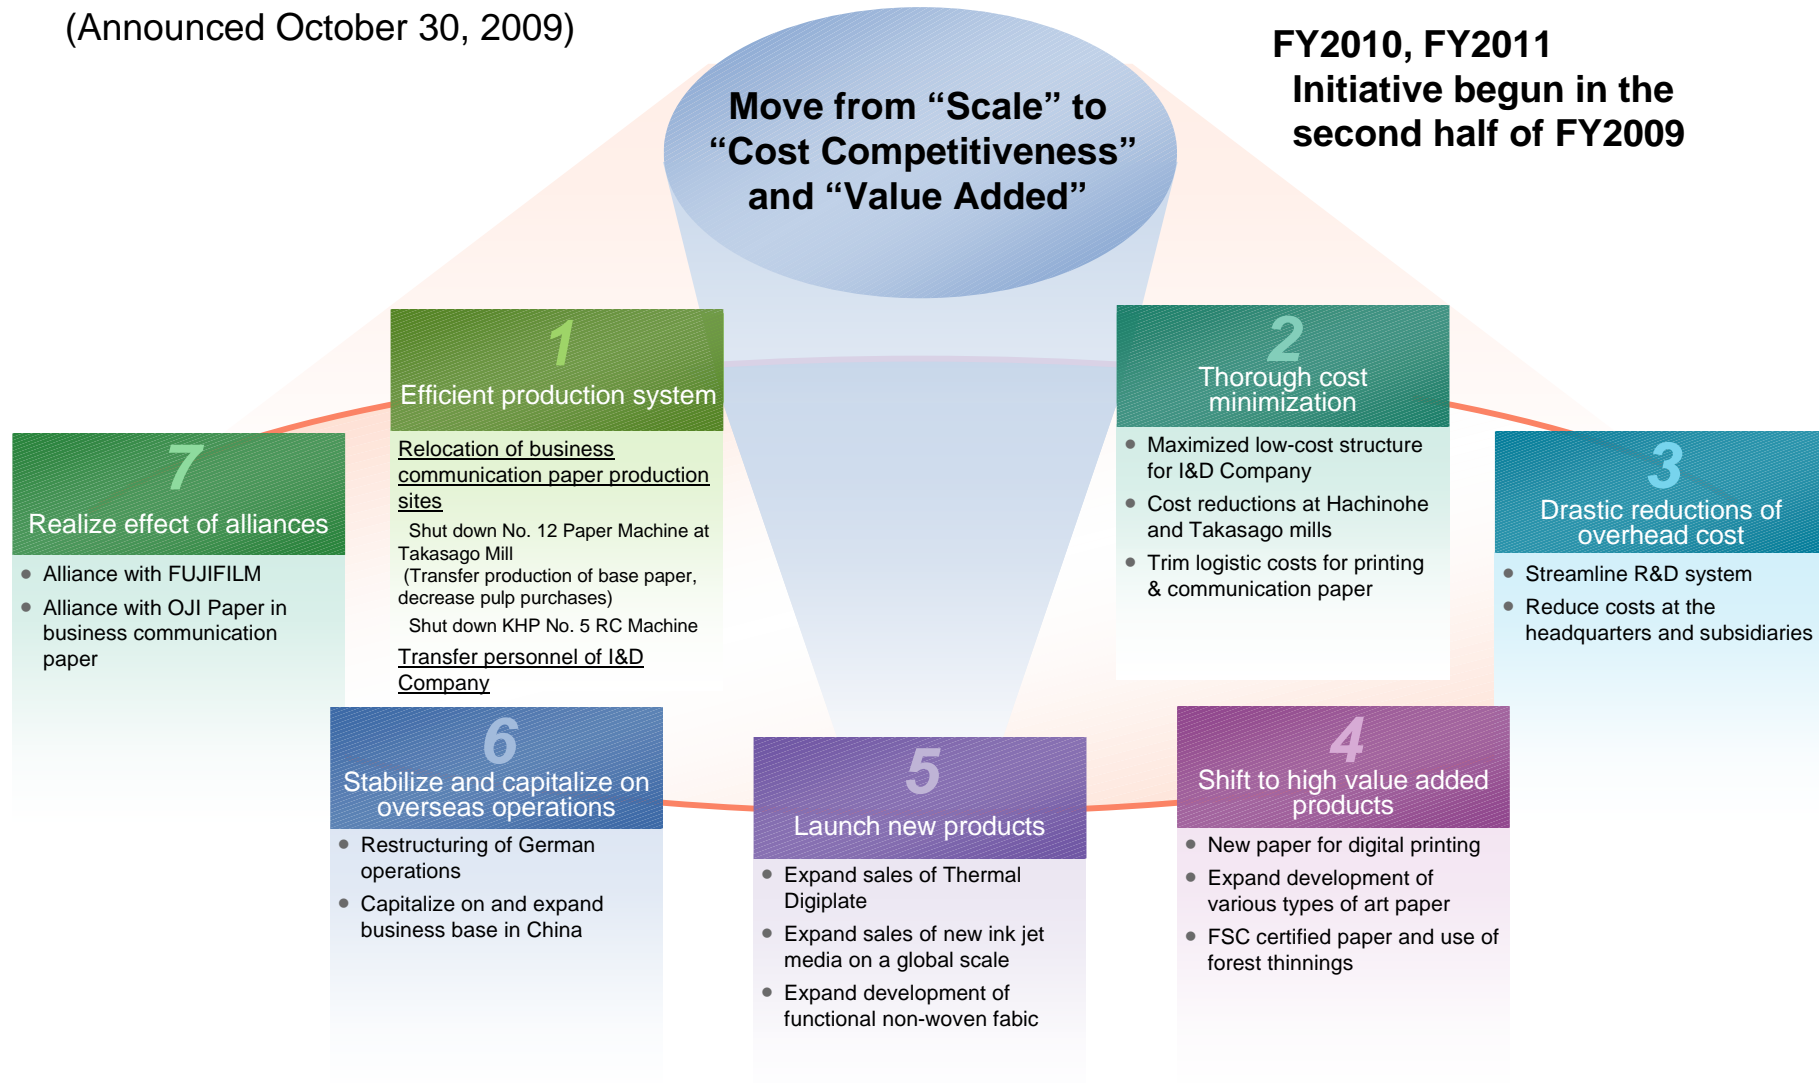 (Announced October 30, 2009)
FY2010, FY2011
Initiative begun in the
second half of FY2009
Move from “Scale” to
“Cost Competitiveness”
and “Value Added”
1
Efficient production system
Relocation of business
communication paper production
sites
Shut down No. 12 Paper Machine at
Takasago Mill
(Transfer production of base paper,
decrease pulp purchases)
Shut down KHP No. 5 RC Machine
Transfer personnel of I&D
Company
2
Thorough cost
minimization
• Maximized low-cost structure
for I&D Company
• Cost reductions at Hachinohe
and Takasago mills
• Trim logistic costs for printing
& communication paper
3
Drastic reductions of
overhead cost
• Streamline R&D system
• Reduce costs at the
headquarters and subsidiaries
4
Shift to high value added
products
• New paper for digital printing
• Expand development of
various types of art paper
• FSC certified paper and use of
forest thinnings
5
Launch new products
• Expand sales of Thermal
Digiplate
• Expand sales of new ink jet
media on a global scale
• Expand development of
functional non-woven fabic
6
Stabilize and capitalize on
overseas operations
• Restructuring of German
operations
• Capitalize on and expand
business base in China
7
Realize effect of alliances
• Alliance with FUJIFILM
• Alliance with OJI Paper in
business communication
paper